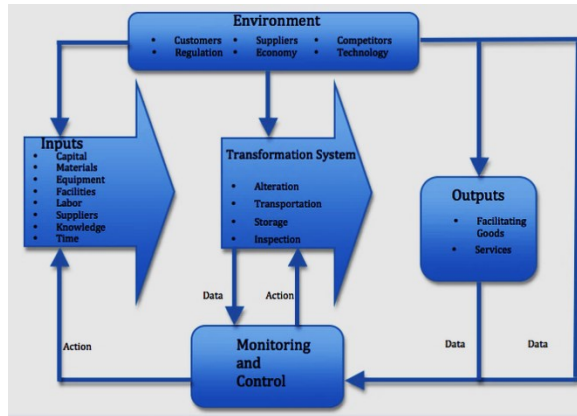 Environment
• Customers • Suppliers • Competitors
• Regulation • Economy • Technology
Inputs
• Capital
• Materials
• Equipment
• Facilities
• Labor
• Suppliers
• Knowledge
• Time
Transformation System
• Alteration
• Transportation
• Storage
• Inspection
Outputs
• Facilitating
Goods
• Services
Data
Action
Action
Monitoring
and
Control
Data
Data